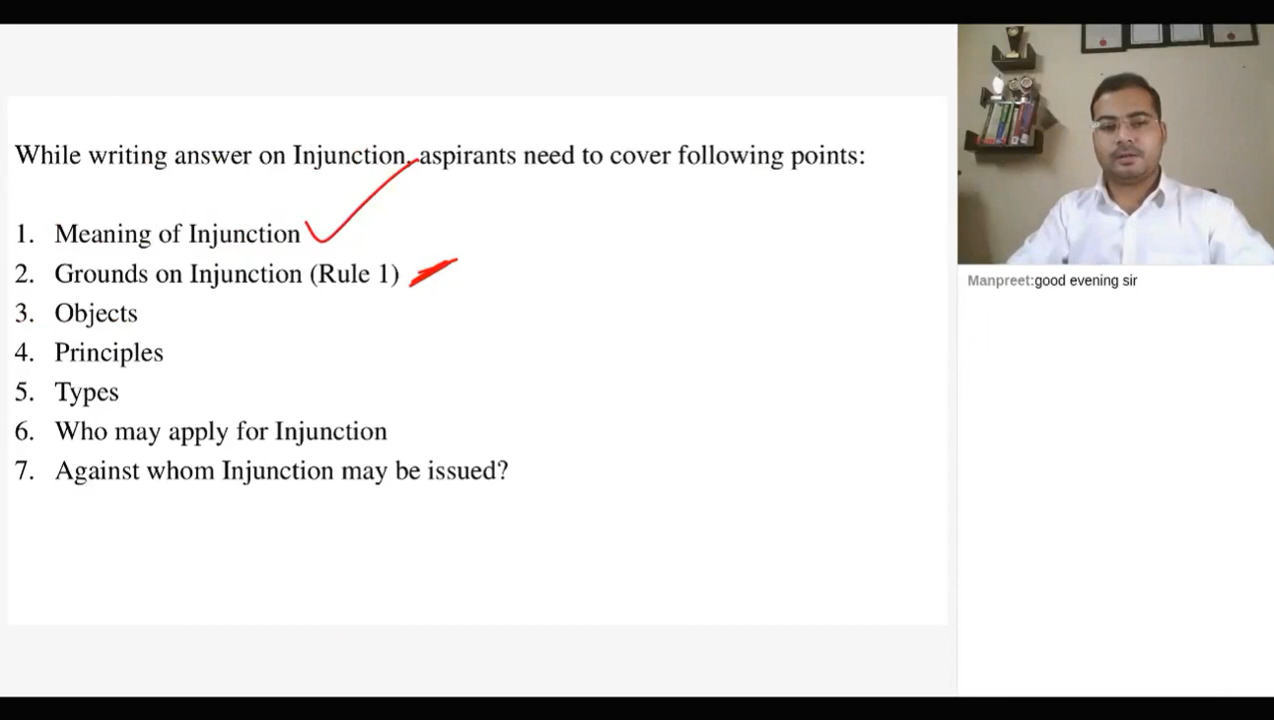 While writing answer on Injunction, aspirants need to cover following points:
1. Meaning of Injunction
2. Grounds on Injunction (Rule 1)
3. Objects
4. Principles
5. Types
6. Who may apply for Injunction
7. Against whom Injunction may be issued?
Manpreet:good evening sir